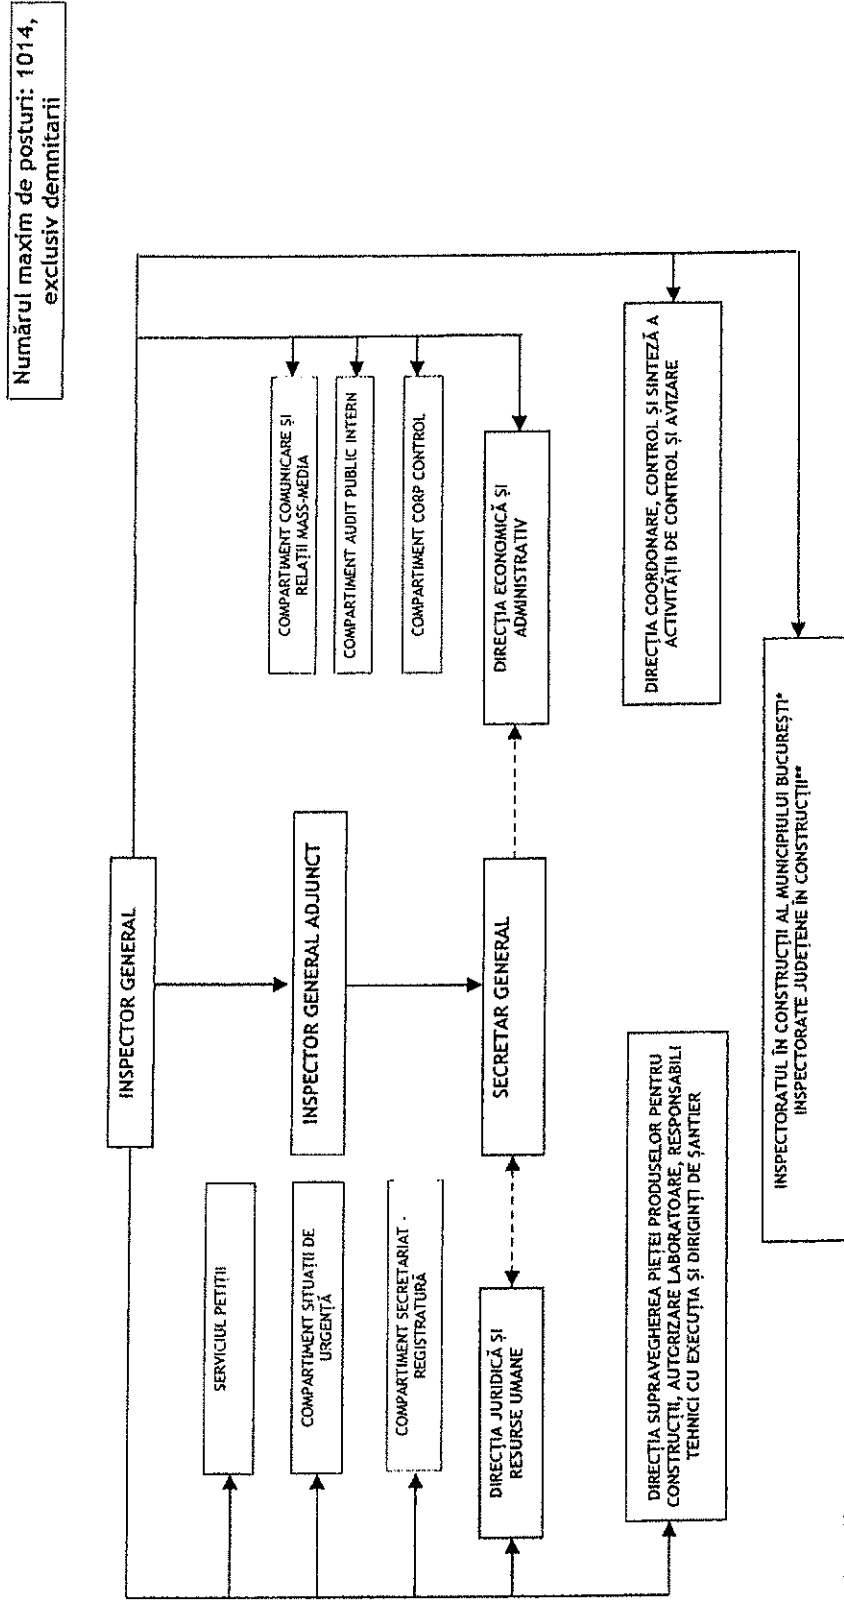 Numărul maxim de posturi: 1014,
exclusiv demnitarii
INSPECTOR GENERAL
SERVICIUL PETIȚII
COMPARTIMENT SITUAȚII DE
URGENȚĂ
COMPARTIMENT SECRETARIAT -
REGISTRATURĂ
INSPECTOR GENERAL ADJUNCT
COMPARTIMENT COMUNICARE ȘI
RELAȚII MASS-MEDIA
COMPARTIMENT AUDIT PUBLIC INTERN
COMPARTIMENT CORP CONTROL
DIRECȚIA JURIDICĂ ȘI
RESURSE UMANE
SECRETAR GENERAL
DIRECȚIA ECONOMICĂ ȘI
ADMINISTRATIV
DIRECȚIA SUPRAVEGHEREA PIEȚEI PRODUSELOR PENTRU
CONSTRUCȚII, AUTORIZARE LABORATOARE, RESPONSABILI
TEHNICI CU EXECUȚIA ȘI DIRIGINȚI DE ȘANTIER
DIRECȚIA COORDONARE, CONTROL ȘI SINTEZĂ A
ACTIVITĂȚII DE CONTROL ȘI AVIZARE
INSPECTORATUL ÎN CONSTRUCȚII AL MUNICIPIULUI BUCUREȘTI*
INSPECTORATE JUDEȚENE ÎN CONSTRUCȚII**